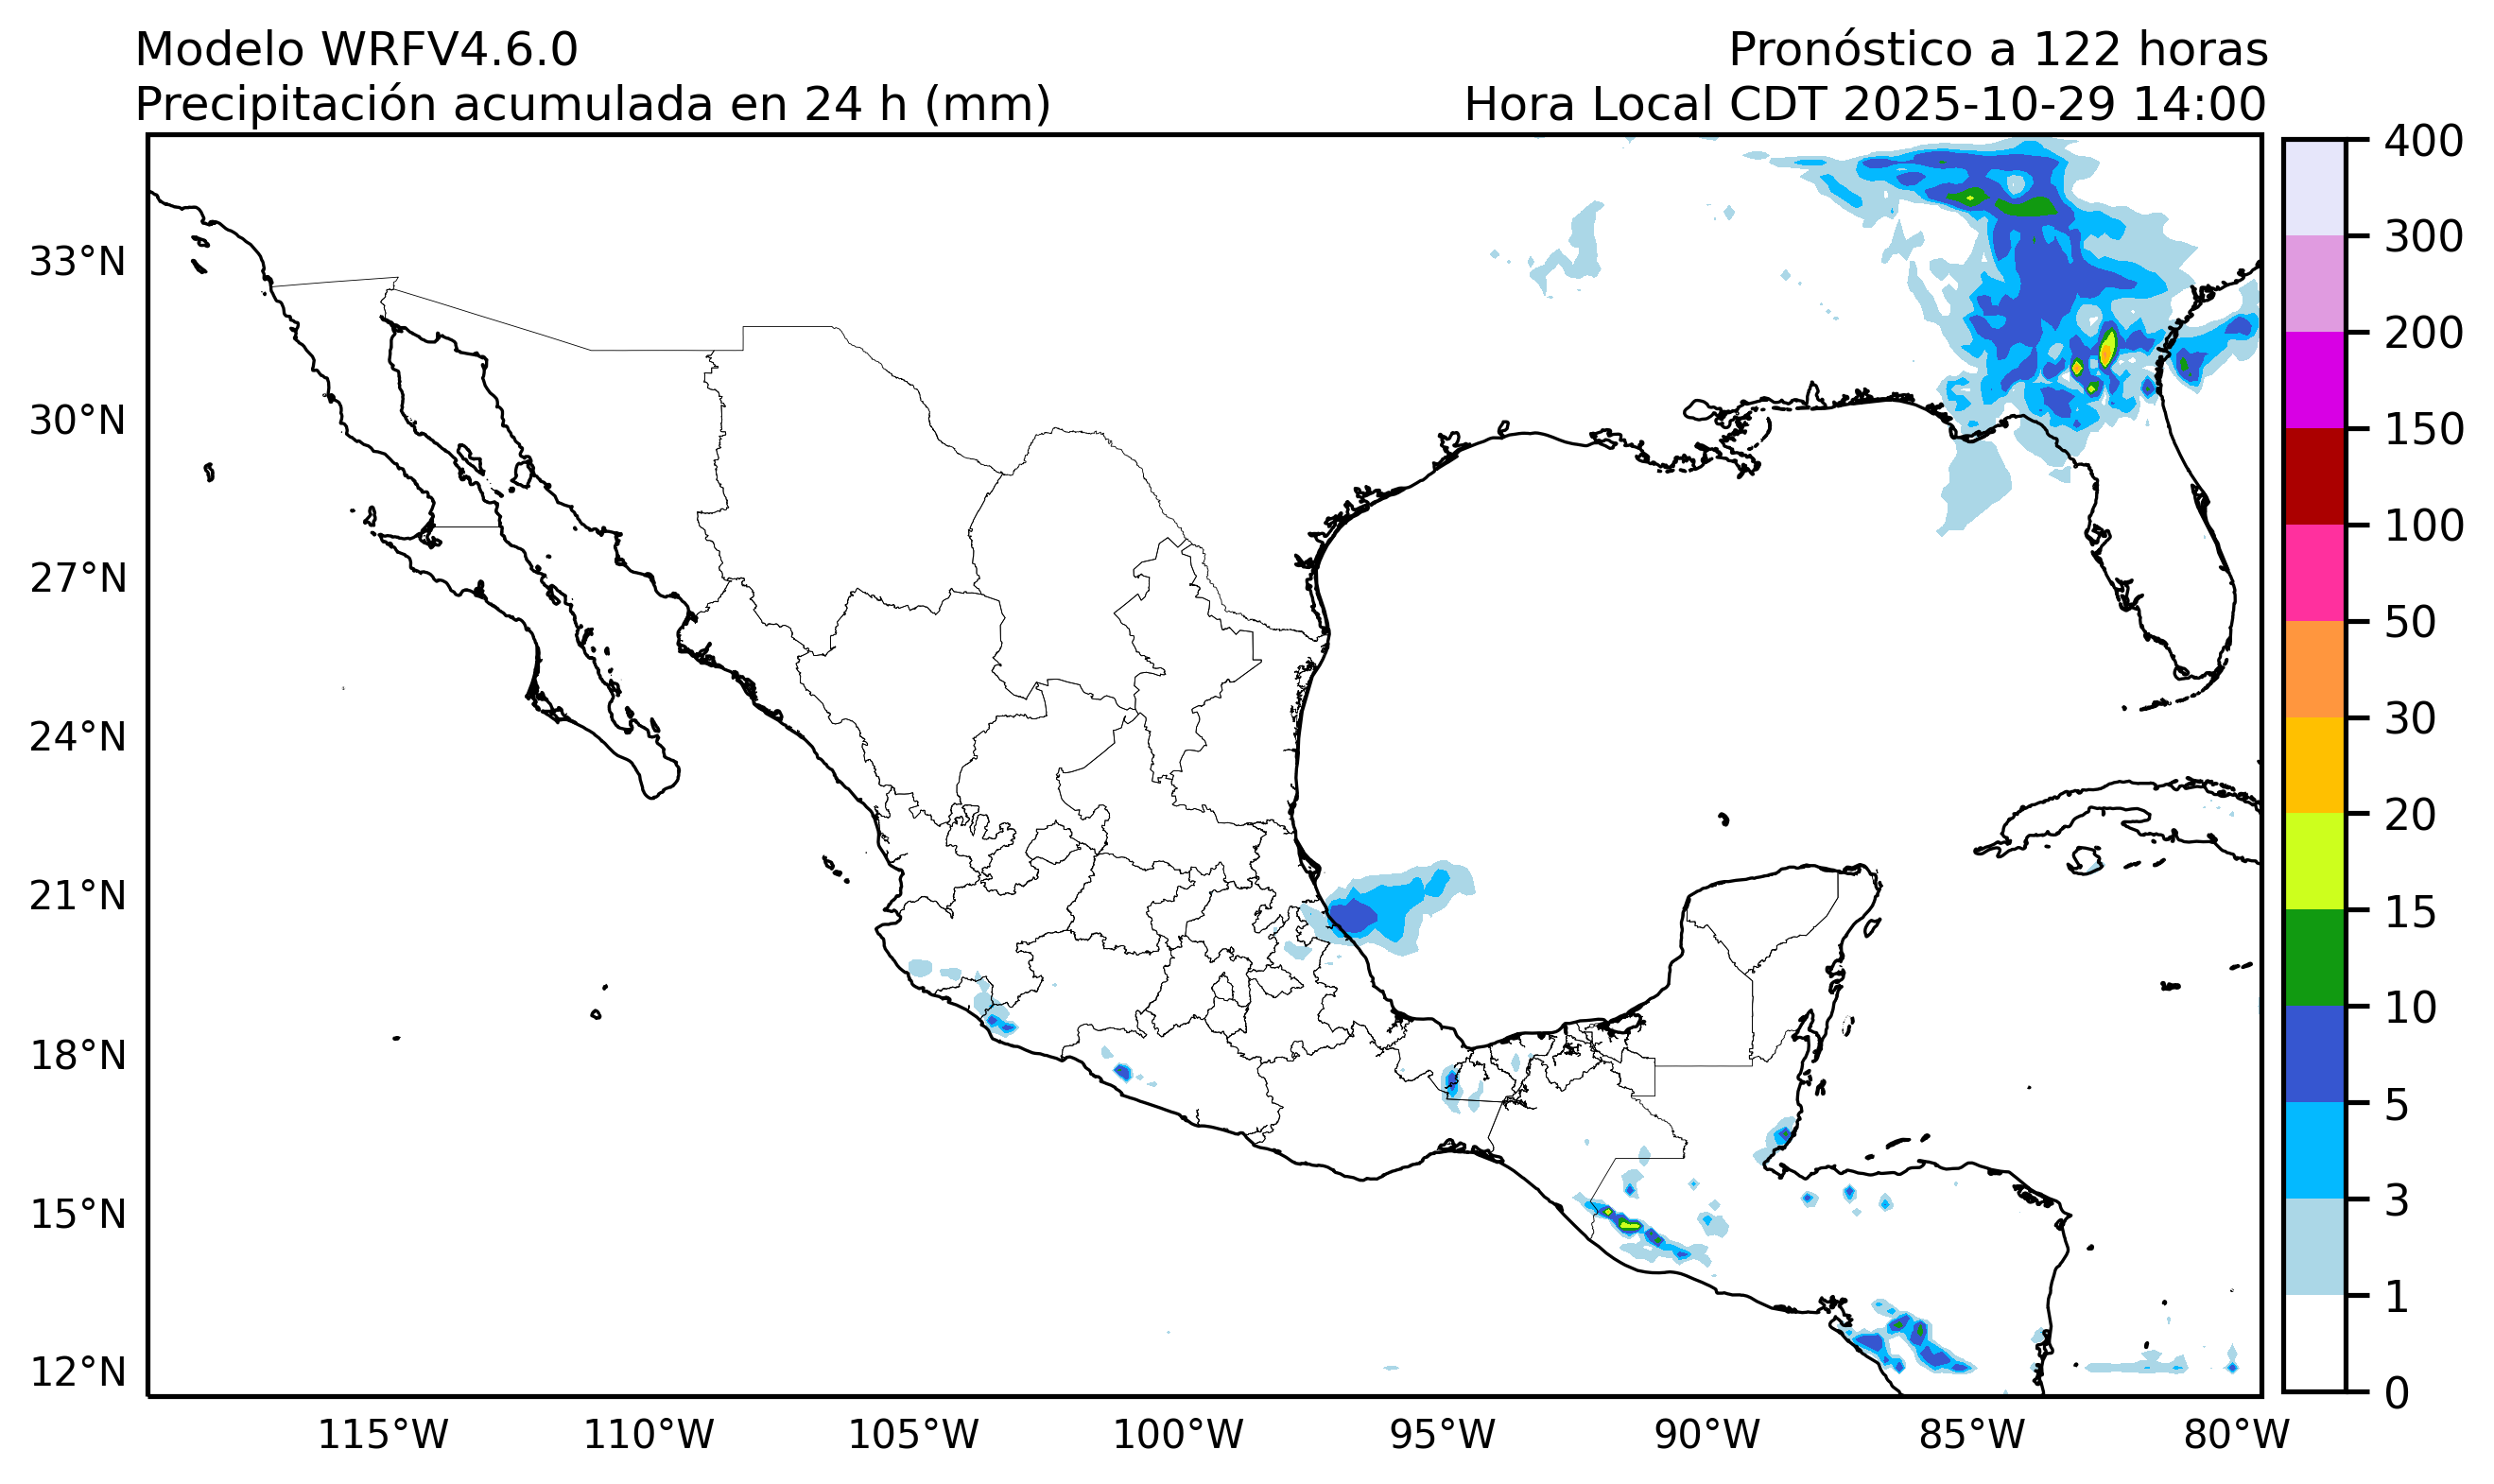 Modelo WRFV4.6.0
Pronóstico a 122 horas
Precipitación acumulada en 24 h (mm)
Hora Local CDT 2025-10-29 14:00
33°N
30°N
27°N
24°N
21°N
18°N
15°N
12°N
115°W
110°W
105°W
100°W
95°W
90°W
85°W
80°W
400
300
200
150
100
50
30
20
15
10
5
3
1
0